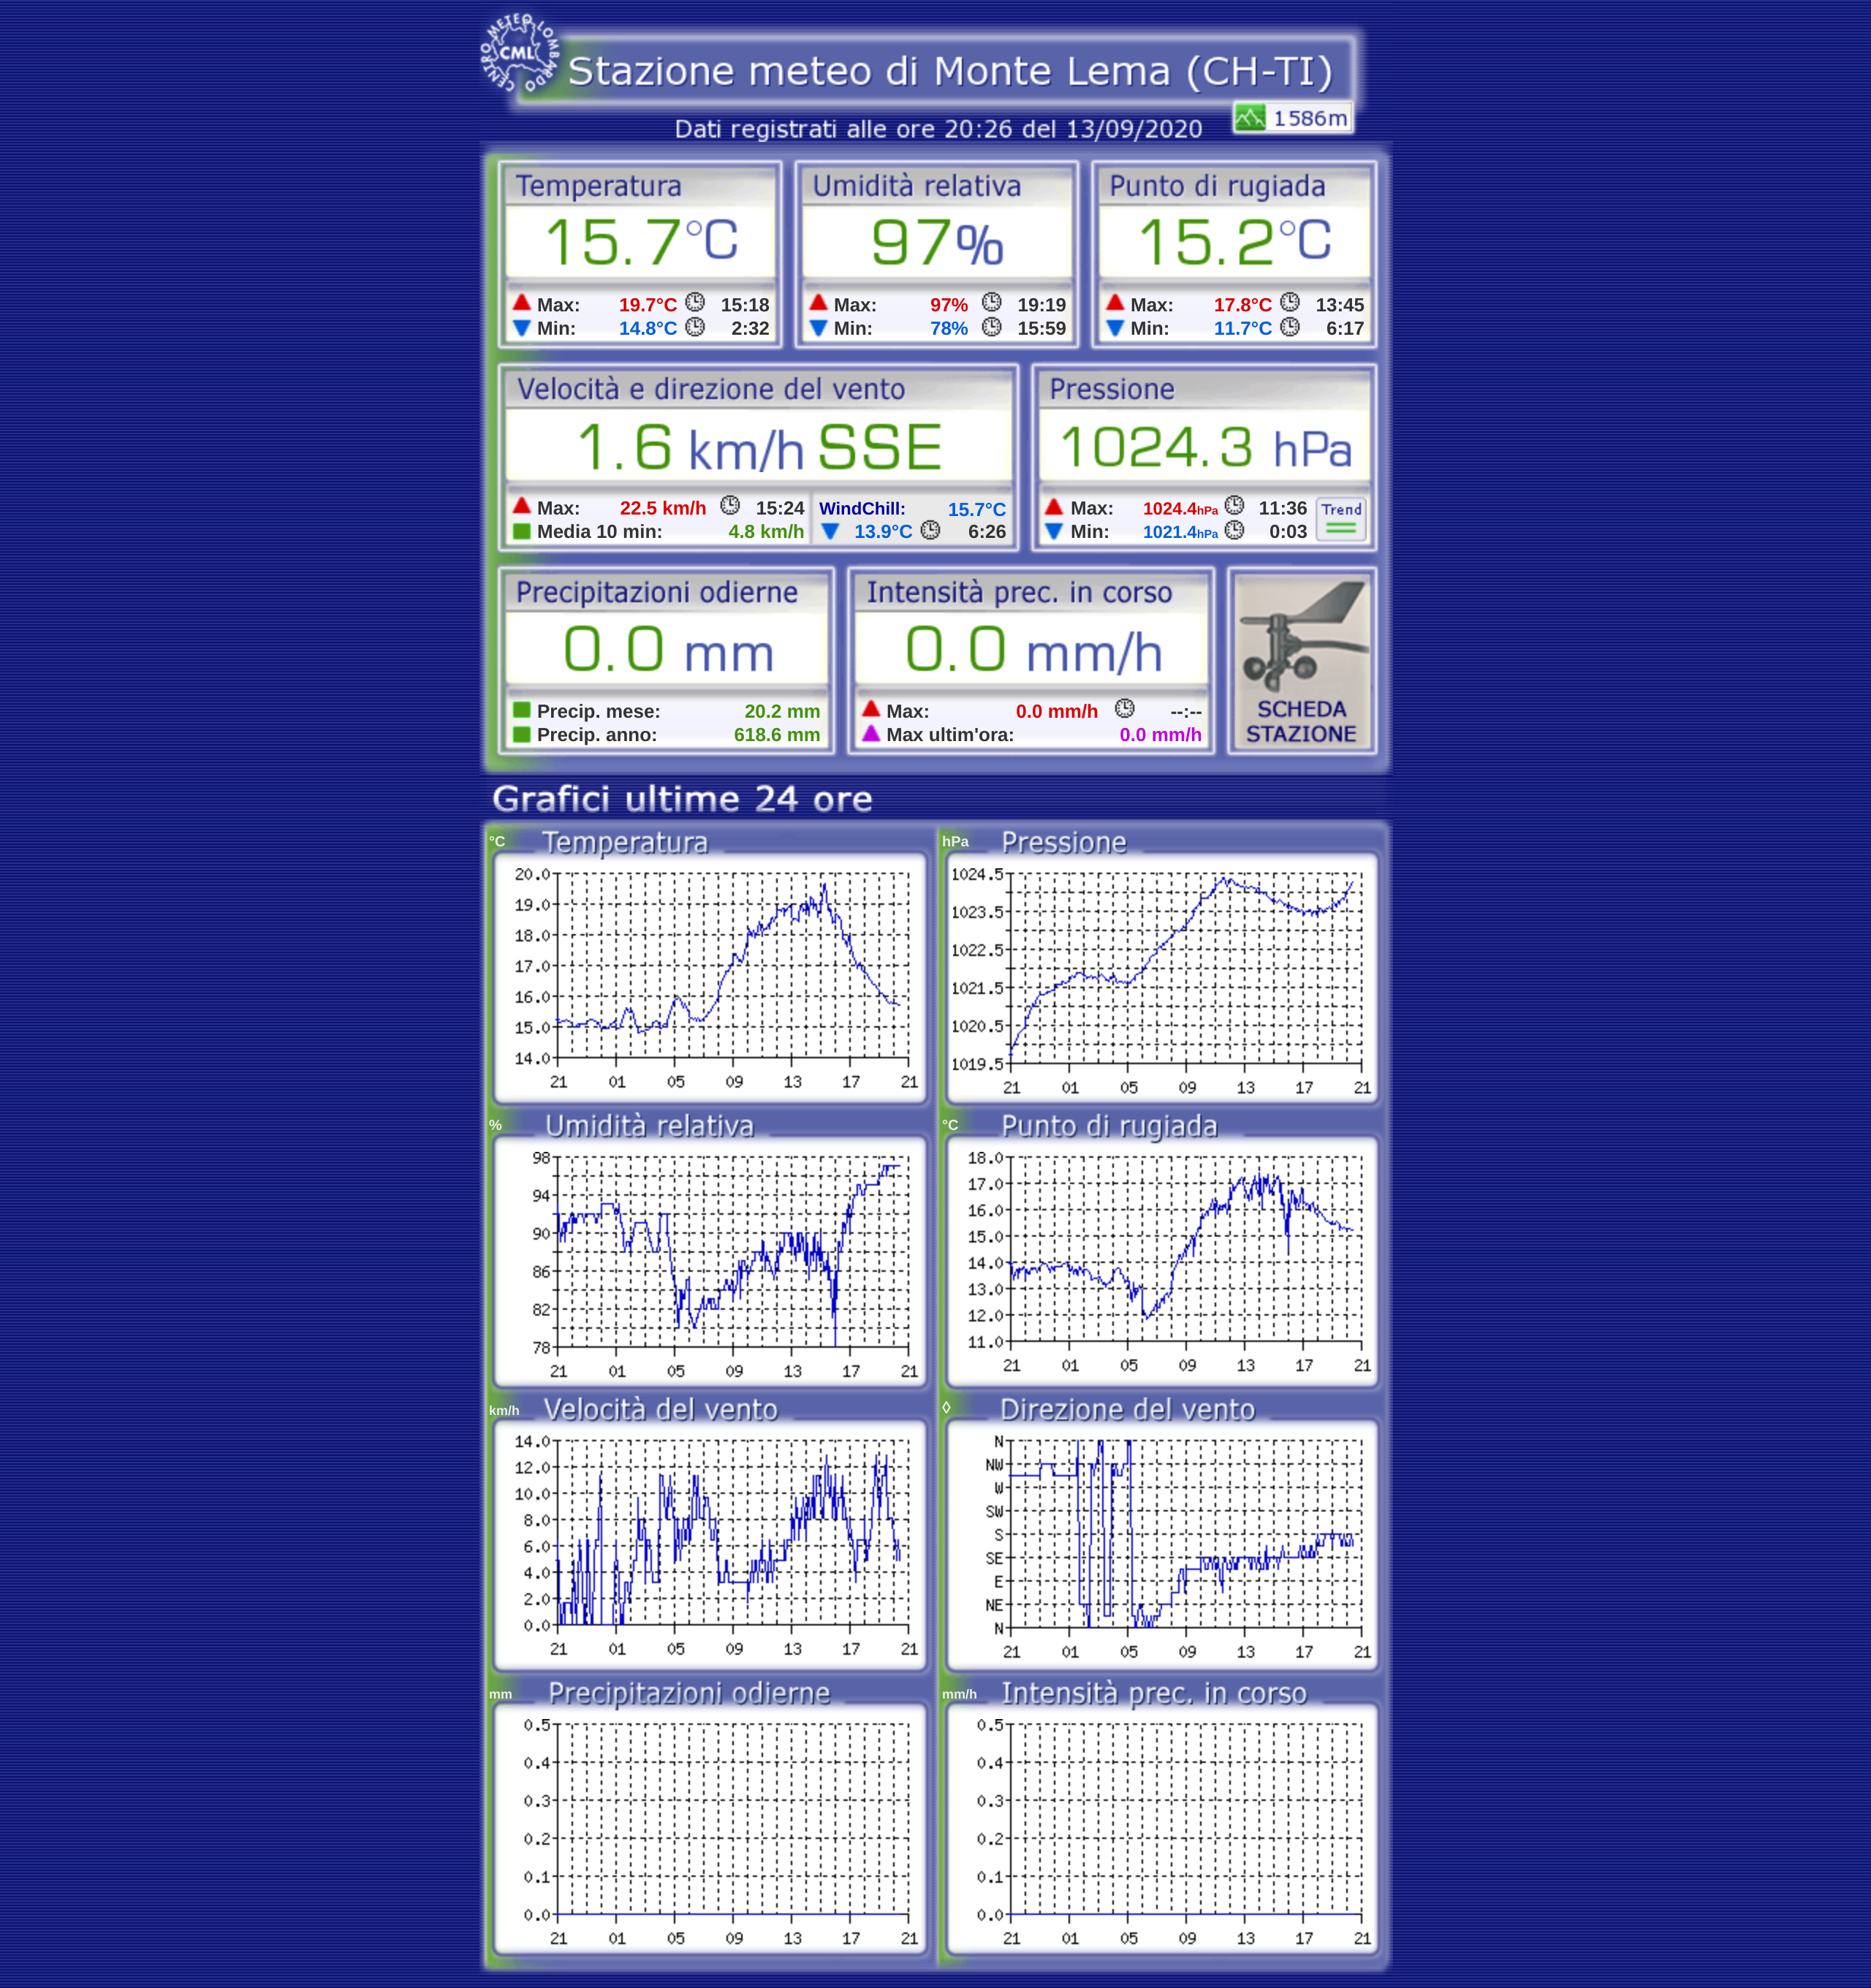 CENTRO METEO LOMBARDO
CML
Stazione meteo di Monte Lema (CH-TI)
1586m
Dati registrati alle ore 20:26 del 13/09/2020
Temperatura
15.7°C
Max: 19.7°C 15:18
Min: 14.8°C 2:32
Umidità relativa
97%
Max: 97% 19:19
Min: 78% 15:59
Punto di rugiada
15.2°C
Max: 17.8°C 13:45
Min: 11.7°C 6:17
Velocità e direzione del vento
1.6 km/h SSE
Max: 22.5 km/h 15:24
Media 10 min: 4.8 km/h
WindChill: 15.7°C
13.9°C 6:26
Pressione
1024.3 hPa
Max: 1024.4hPa 11:36
Min: 1021.4hPa 0:03
Trend
Precipitazioni odierne
0.0 mm
Precip. mese: 20.2 mm
Precip. anno: 618.6 mm
Intensità prec. in corso
0.0 mm/h
Max: 0.0 mm/h --:--
Max ultim'ora: 0.0 mm/h
SCHEDA
STAZIONE
Grafici ultime 24 ore
°C Temperatura
20.0
19.0
18.0
17.0
16.0
15.0
14.0
21 01 05 09 13 17 21
hPa Pressione
1024.5
1023.5
1022.5
1021.5
1020.5
1019.5
21 01 05 09 13 17 21
% Umidità relativa
98
94
90
86
82
78
21 01 05 09 13 17 21
°C Punto di rugiada
18.0
17.0
16.0
15.0
14.0
13.0
12.0
11.0
21 01 05 09 13 17 21
km/h Velocità del vento
14.0
12.0
10.0
8.0
6.0
4.0
2.0
0.0
21 01 05 09 13 17 21
◊ Direzione del vento
N
NW
W
SW
S
SE
E
NE
N
21 01 05 09 13 17 21
mm Precipitazioni odierne
0.5
0.4
0.3
0.2
0.1
0.0
21 01 05 09 13 17 21
mm/h Intensità prec. in corso
0.5
0.4
0.3
0.2
0.1
0.0
21 01 05 09 13 17 21